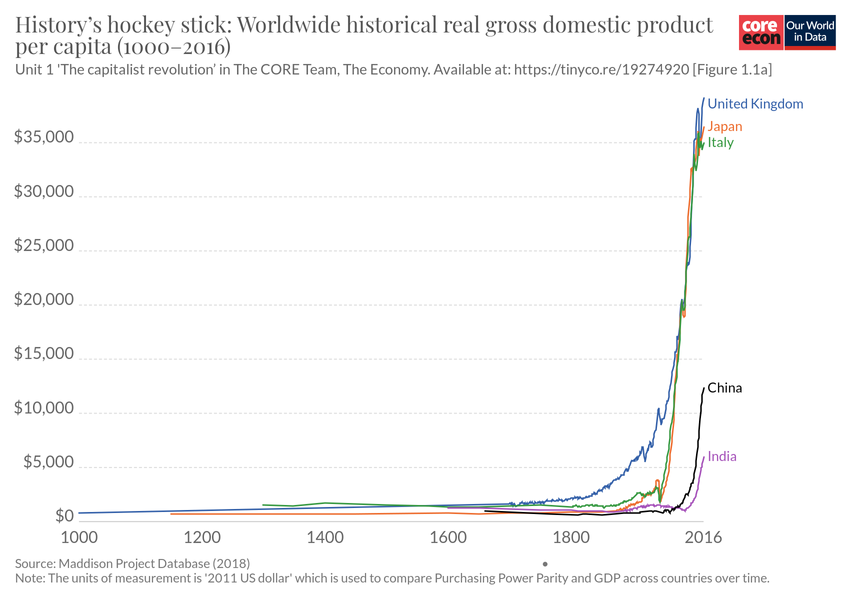 History's hockey stick: Worldwide historical real gross domestic product
per capita (1000–2016)
core
econ
Our World
in Data
Unit 1 'The capitalist revolution' in The CORE Team, The Economy. Available at: https://tinyco.re/19274920 [Figure 1.1a]
$35,000
$30,000
$25,000
$20,000
$15,000
$10,000
$5,000
$0
United Kingdom
Japan
Italy
China
India
1000
1200
1400
1600
1800
2016
Source: Maddison Project Database (2018)
Note: The units of measurement is '2011 US dollar' which is used to compare Purchasing Power Parity and GDP across countries over time.